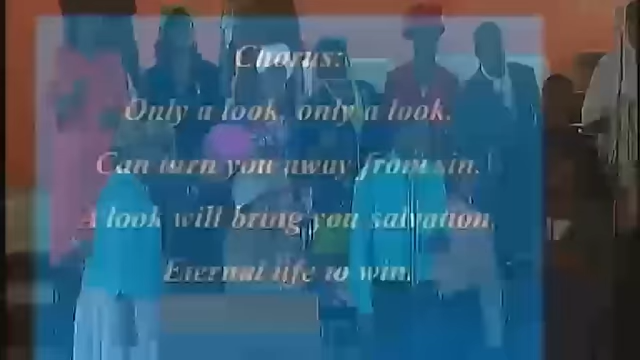 Chorus:
Only a look, only a look.
Can turn you away from sin.
A look will bring you salvation.
Eternal life to win.